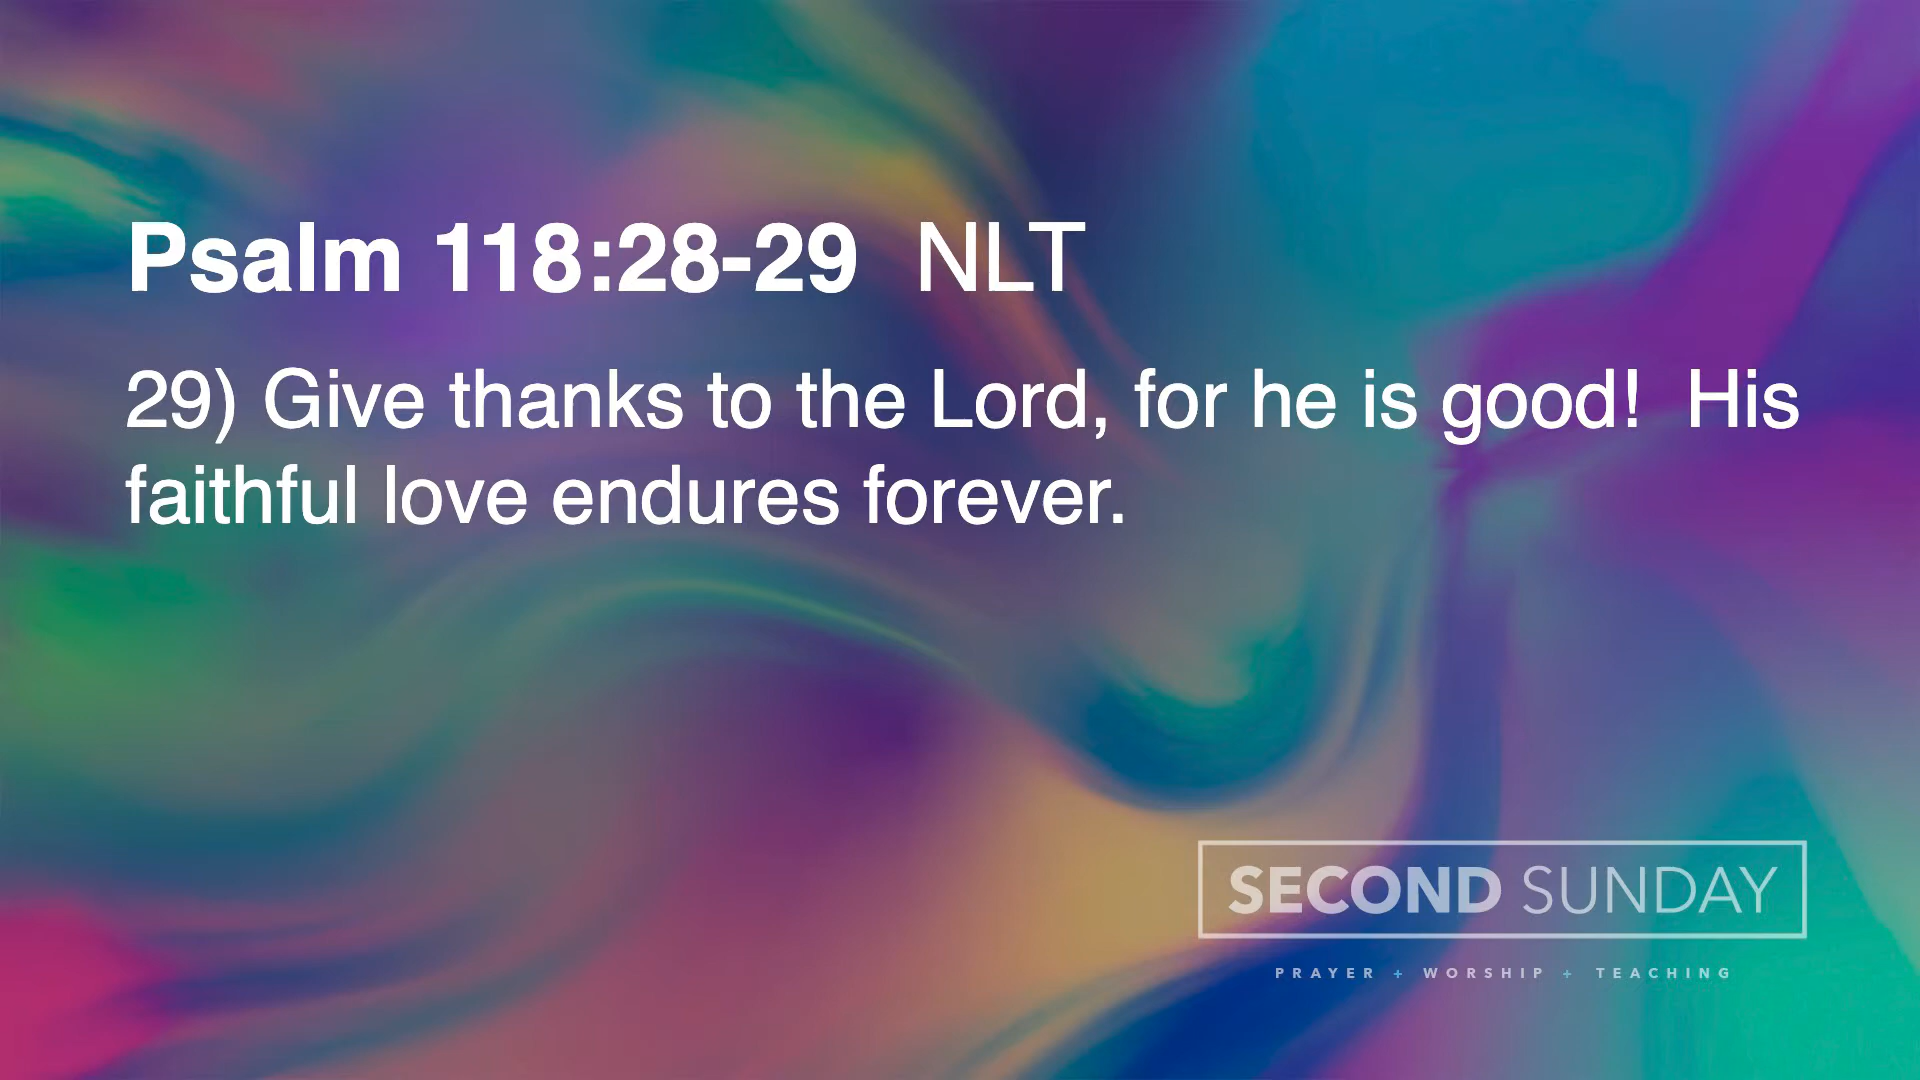 Psalm 118:28-29  NLT
29) Give thanks to the Lord, for he is good!  His
faithful love endures forever.
SECOND SUNDAY
PRAYER + WORSHIP + TEACHING